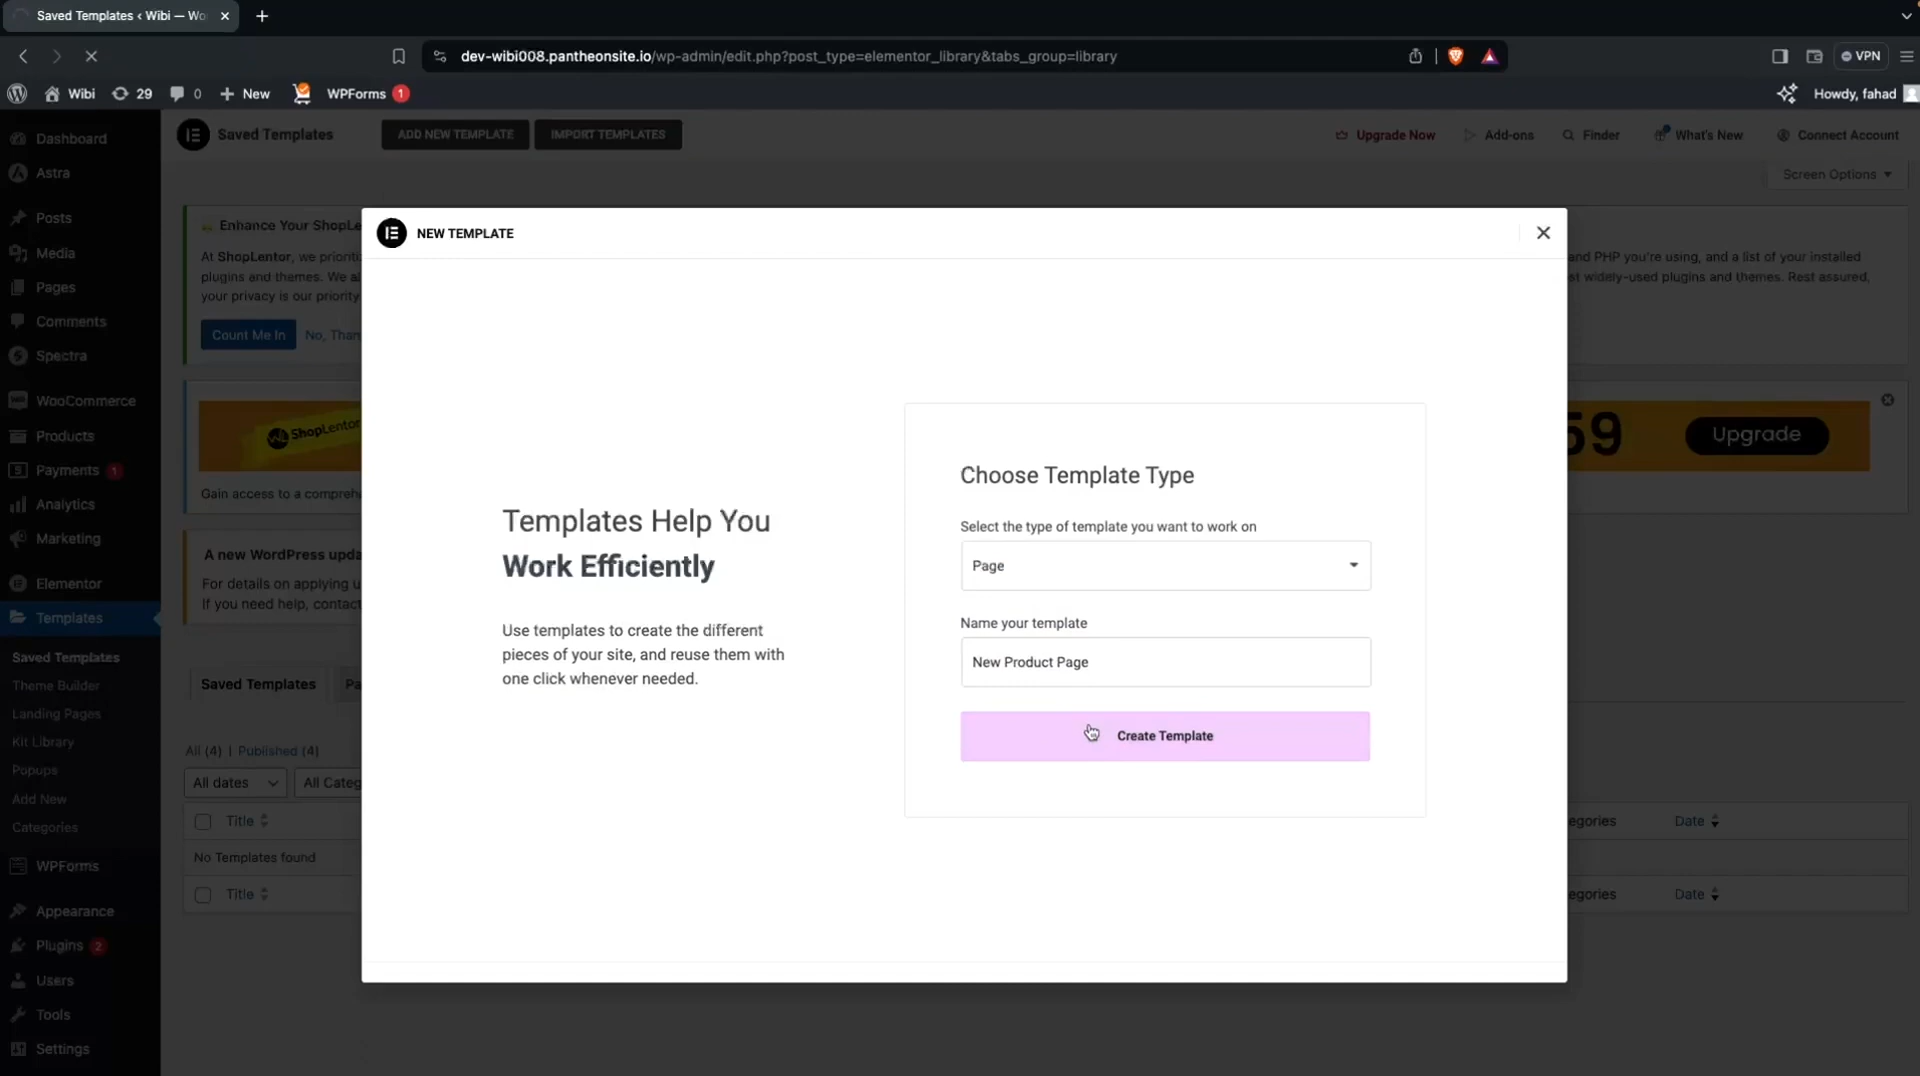 Saved Templates ‹ Wibi — Wo
dev-wibi008.pantheonsite.io/wp-admin/edit.php?post_type=elementor_library&tabs_group=library
VPN
Wibi
29
0
New
WPForms 1
Howdy, fahad
Dashboard
Astra
Posts
Media
Pages
Comments
Spectra
WooCommerce
Products
Payments 1
Analytics
Marketing
Elementor
Templates
Saved Templates
Theme Builder
Landing Pages
Kit Library
Popups
Add New
Categories
WPForms
Appearance
Plugins 2
Users
Tools
Settings
Saved Templates
ADD NEW TEMPLATE
IMPORT TEMPLATES
Upgrade Now
Add-ons
Finder
What's New
Connect Account
Screen Options
Enhance Your ShopLe
At ShopLentor, we prioriti
plugins and themes. We al
your privacy is our priority
and PHP you're using, and a list of your installed
st widely-used plugins and themes. Rest assured,
Count Me In
No, Than
ShopLentor
59
Upgrade
Gain access to a comprehe
A new WordPress upda
For details on applying u
If you need help, contact
Saved Templates
Pa
All (4) | Published (4)
All dates
All Categ
Title
No Templates found
Title
egories
Date
egories
Date
NEW TEMPLATE
Templates Help You
Work Efficiently
Use templates to create the different
pieces of your site, and reuse them with
one click whenever needed.
Choose Template Type
Select the type of template you want to work on
Page
Name your template
New Product Page
Create Template